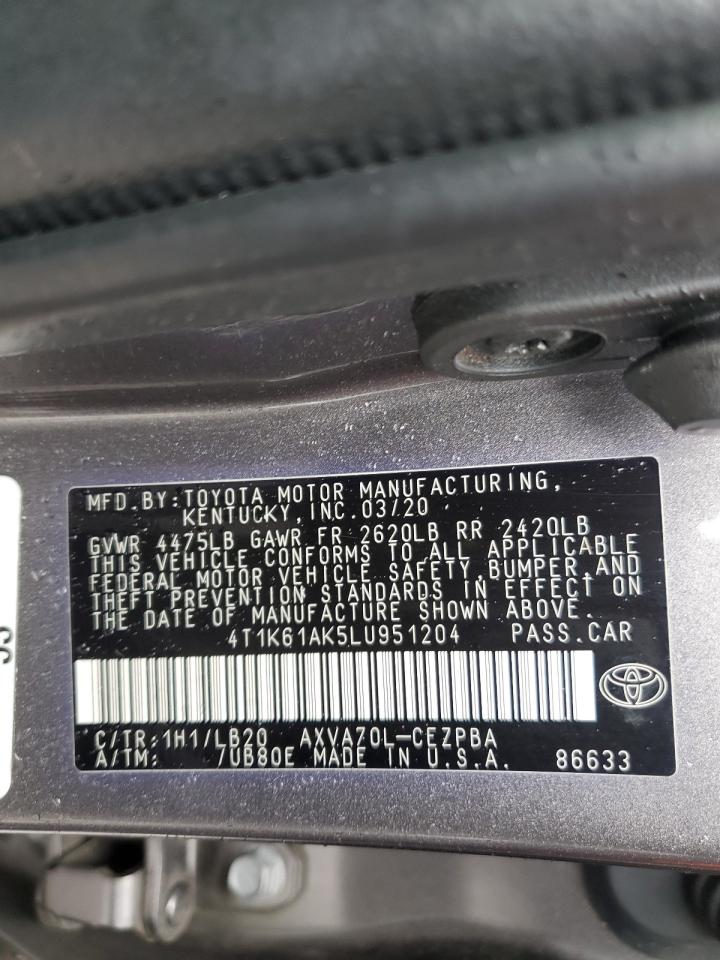 MFD.BY:TOYOTA MOTOR MANUFACTURING,
KENTUCKY, INC.03/20
GVWR 4475LB GAWR FR 2620LB RR 2420LB
THIS VEHICLE CONFORMS TO ALL APPLICABLE
FEDERAL MOTOR VEHICLE SAFETY,BUMPER,AND
THEFT PREVENTION STANDARDS IN EFFECT ON
THE DATE OF MANUFACTURE SHOWN ABOVE.
4T1K61AK5LU951204 PASS.CAR
C/TR:1H1/LB20 AXVA70L-CEZPBA
A/TM: /UB80E MADE IN U.S.A. 86633